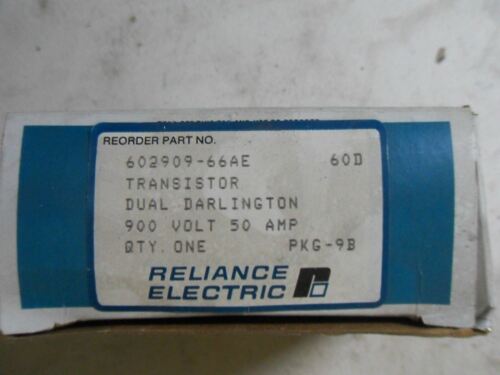 REORDER PART NO.
602909-66AE 60D
TRANSISTOR
DUAL DARLINGTON
900 VOLT 50 AMP
QTY. ONE PKG-9B
RELIANCE
ELECTRIC